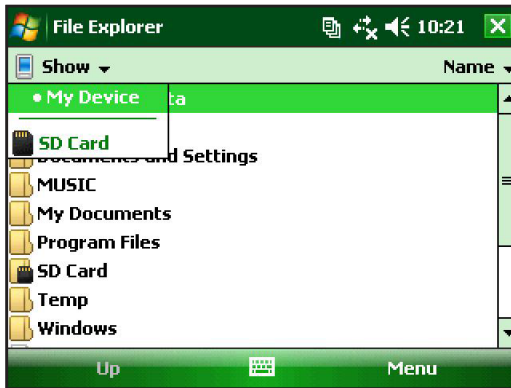 File Explorer 10:21
Show Name
My Device ta
SD Card
Documents and Settings
MUSIC
My Documents
Program Files
SD Card
Temp
Windows
Up Menu